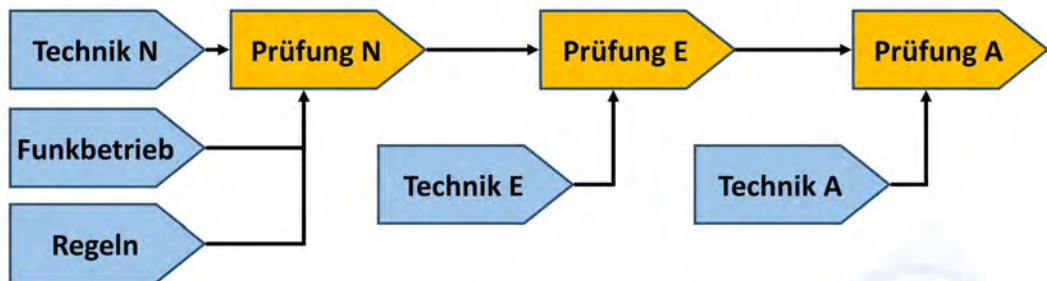 Technik N
Prüfung N
Prüfung E
Prüfung A
Funkbetrieb
Technik E
Technik A
Regeln